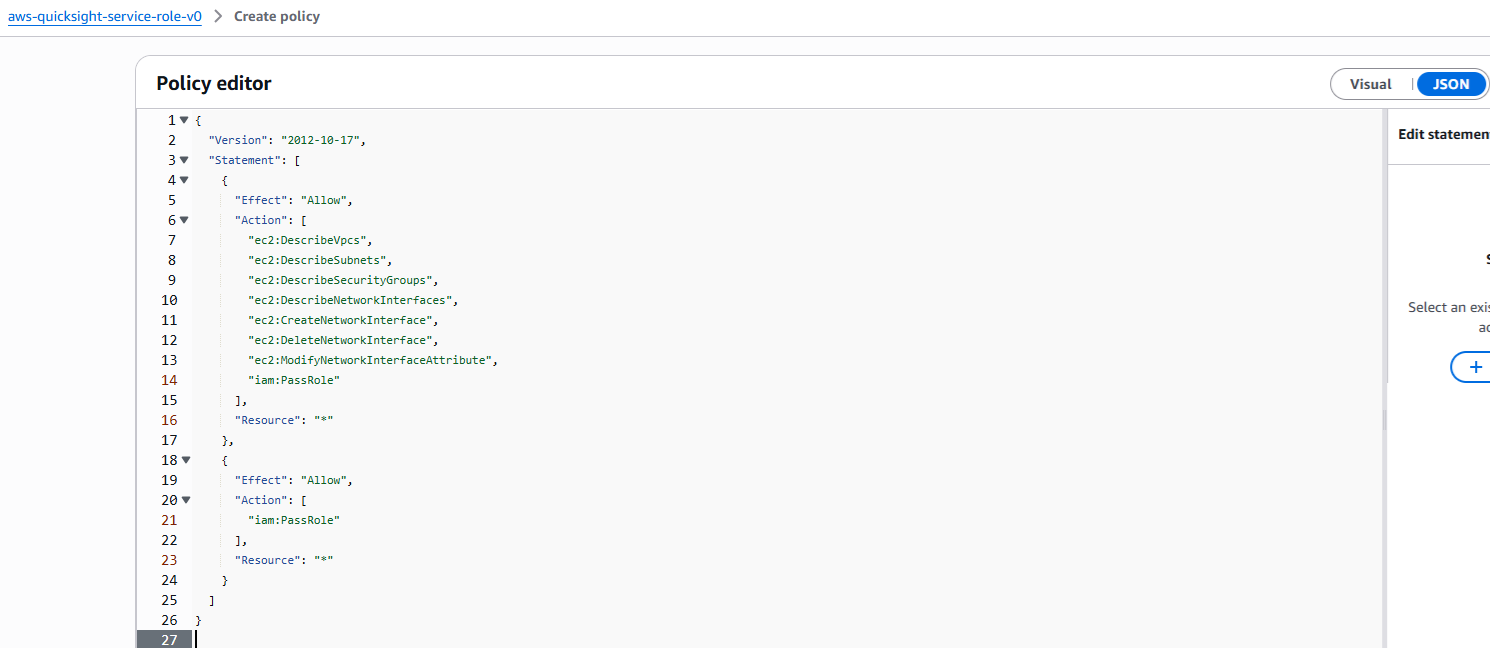 aws-quicksight-service-role-v0 > Create policy
Policy editor
Visual | JSON
1 {
2 "Version": "2012-10-17",
3 "Statement": [
4 {
5 "Effect": "Allow",
6 "Action": [
7 "ec2:DescribeVpcs",
8 "ec2:DescribeSubnets",
9 "ec2:DescribeSecurityGroups",
10 "ec2:DescribeNetworkInterfaces",
11 "ec2:CreateNetworkInterface",
12 "ec2:DeleteNetworkInterface",
13 "ec2:ModifyNetworkInterfaceAttribute",
14 "iam:PassRole"
15 ],
16 "Resource": "*"
17 },
18 {
19 "Effect": "Allow",
20 "Action": [
21 "iam:PassRole"
22 ],
23 "Resource": "*"
24 }
25 ]
26 }
27
Edit statemen
Select an exis
+